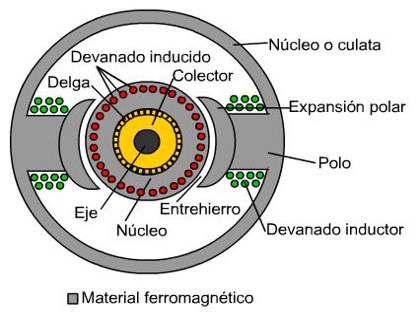 Núcleo o culata
Devanado inducido
Colector
Delga
Expansión polar
Polo
Entrehierro
Eje
Núcleo
Devanado inductor
Material ferromagnético